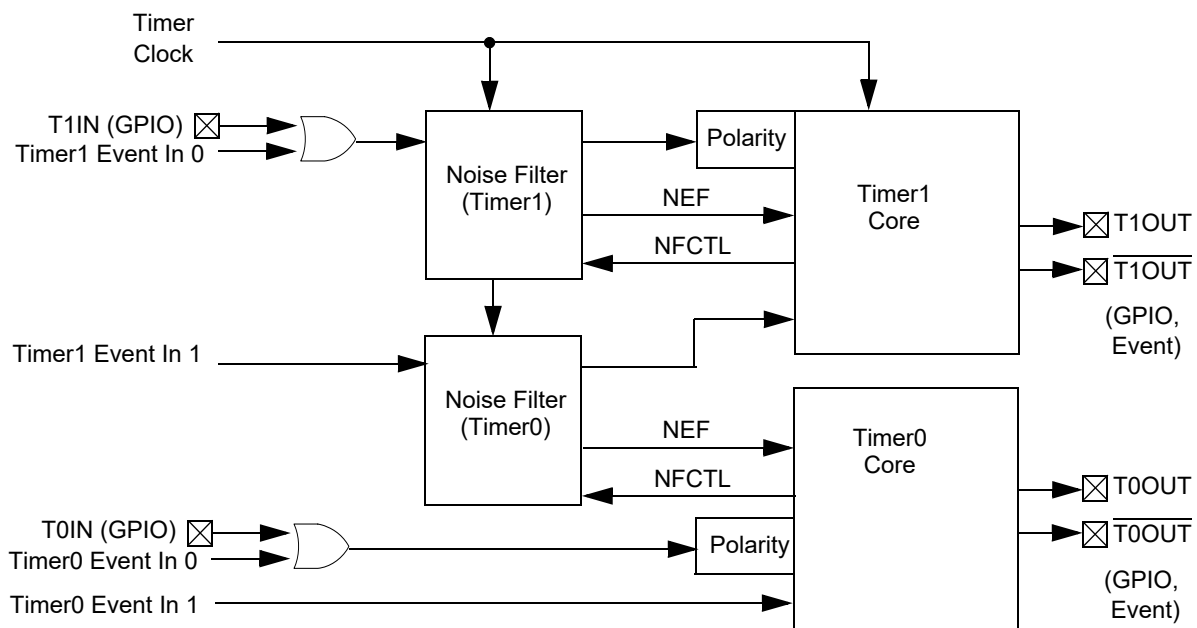 Timer
Clock
T1IN (GPIO)
Timer1 Event In 0
Noise Filter
(Timer1)
Polarity
NEF
NFCTL
Timer1
Core
T1OUT
T1OUT
(GPIO,
Event)
Timer1 Event In 1
Noise Filter
(Timer0)
NEF
NFCTL
Timer0
Core
T0OUT
T0OUT
(GPIO,
Event)
T0IN (GPIO)
Timer0 Event In 0
Polarity
Timer0 Event In 1